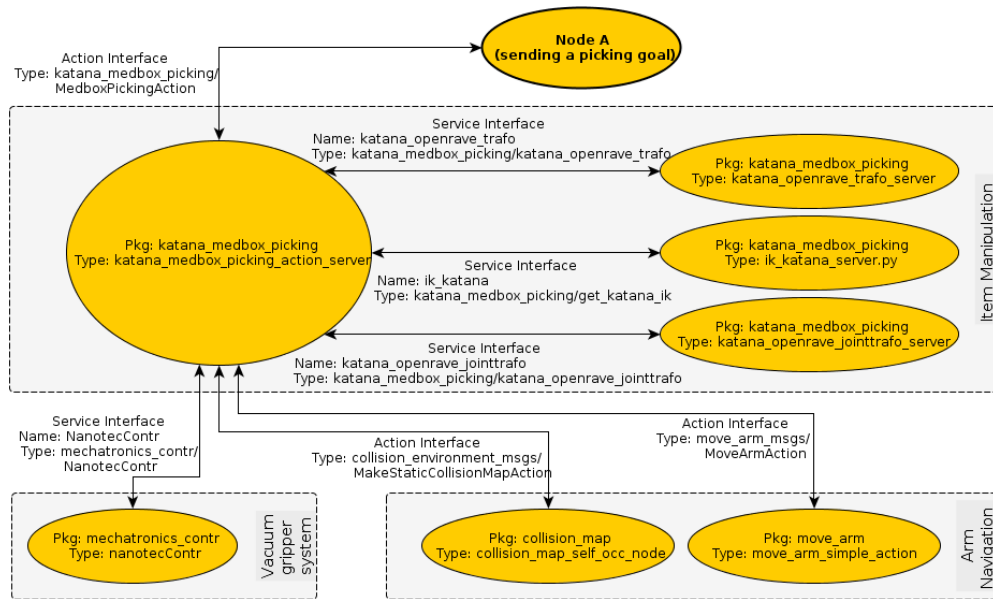 Node A
(sending a picking goal)
Action Interface
Type: katana_medbox_picking/
MedboxPickingAction
Service Interface
Name: katana_openrave_trafo
Type: katana_medbox_picking/katana_openrave_trafo
Pkg: katana_medbox_picking
Type: katana_openrave_trafo_server
Pkg: katana_medbox_picking
Type: katana_medbox_picking_action_server
Pkg: katana_medbox_picking
Type: ik_katana_server.py
Service Interface
Name: ik_katana
Type: katana_medbox_picking/get_katana_ik
Pkg: katana_medbox_picking
Type: katana_openrave_jointtrafo_server
Service Interface
Name: katana_openrave_jointtrafo
Type: katana_medbox_picking/katana_openrave_jointtrafo
Item Manipulation
Service Interface
Name: NanotecContr
Type: mechatronics_contr/
NanotecContr
Action Interface
Type: collision_environment_msgs/
MakeStaticCollisionMapAction
Action Interface
Type: move_arm_msgs/
MoveArmAction
Pkg: mechatronics_contr
Type: nanotecContr
Vacuum
gripper
system
Pkg: collision_map
Type: collision_map_self_occ_node
Pkg: move_arm
Type: move_arm_simple_action
Arm
Navigation